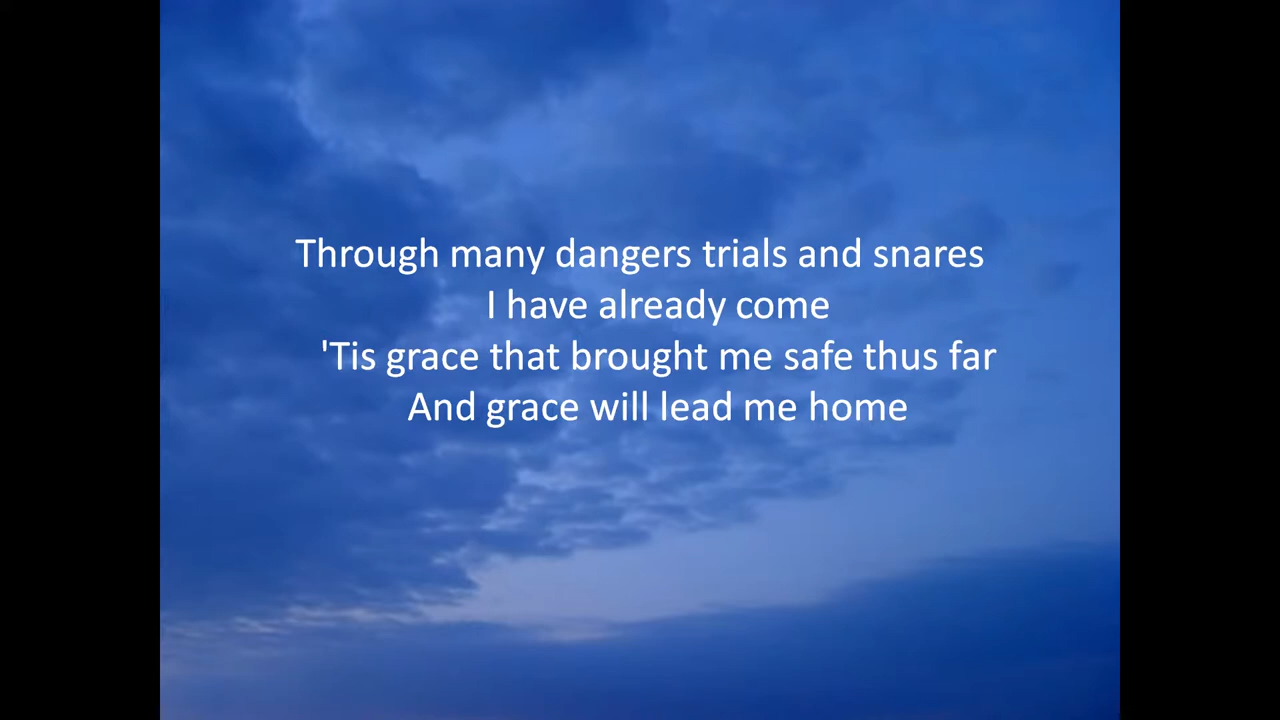 Through many dangers trials and snares
I have already come
'Tis grace that brought me safe thus far
And grace will lead me home